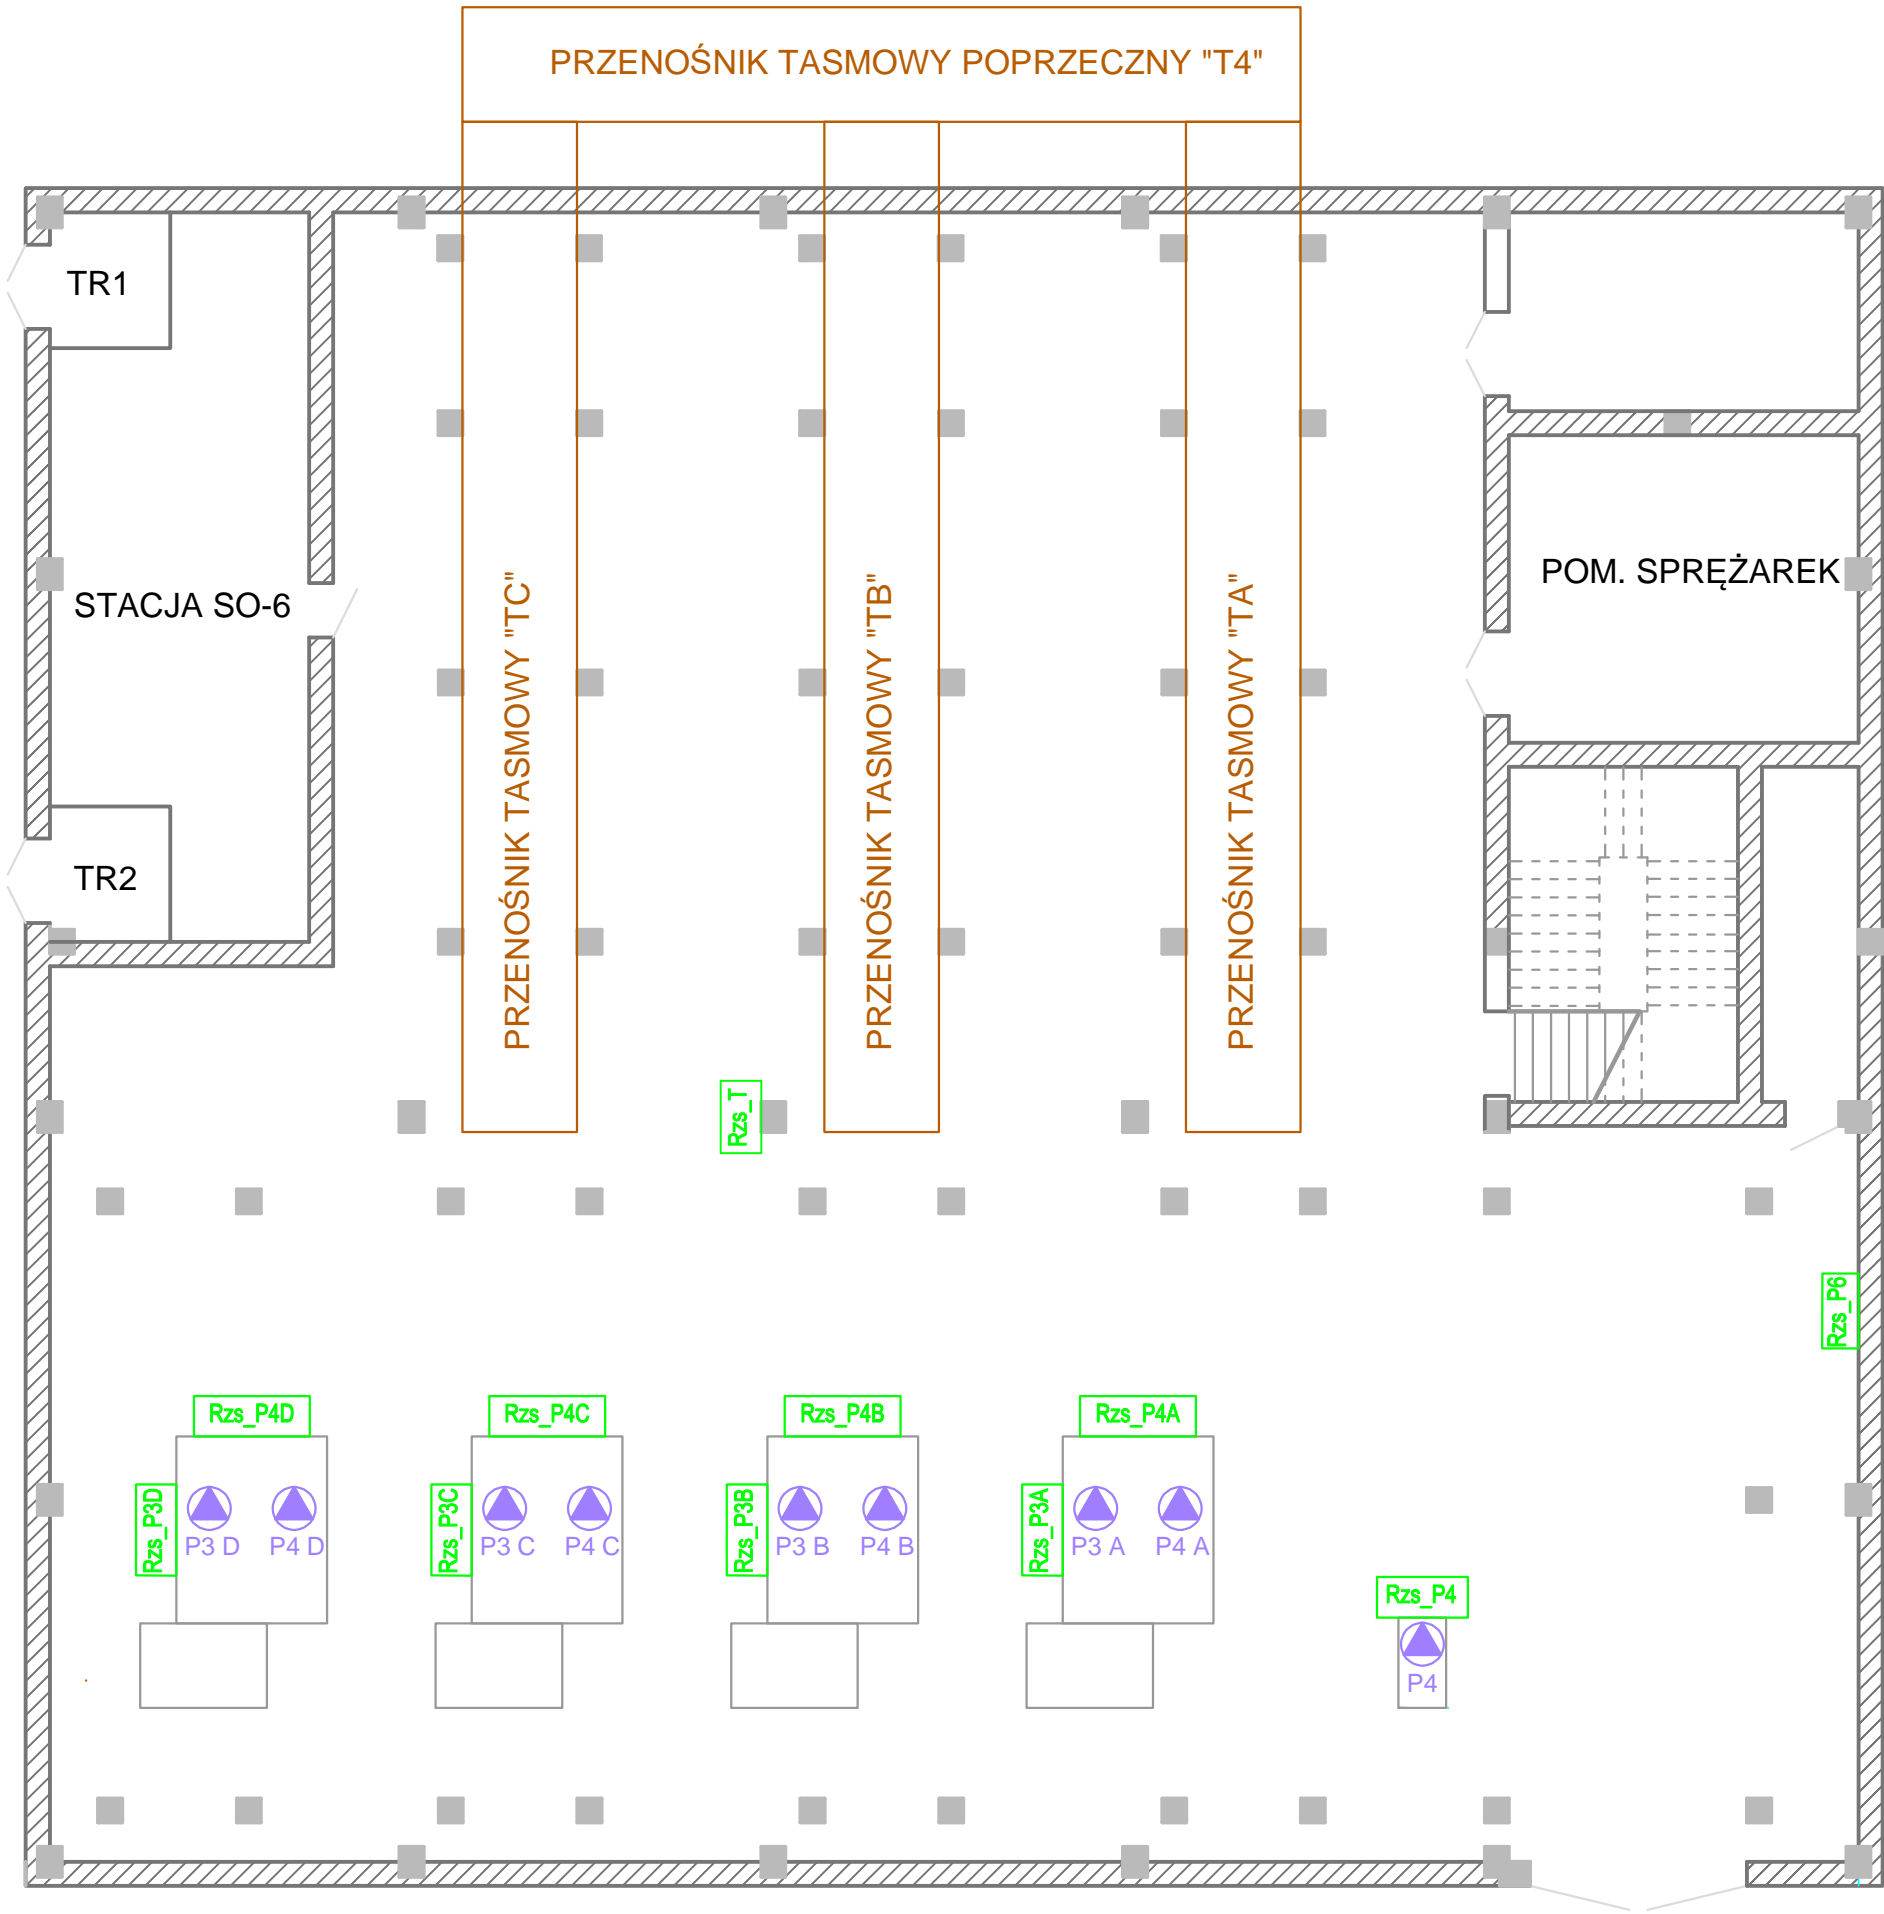 PRZENOŚNIK TASMOWY POPRZECZNY "T4"
TR1
STACJA SO-6
TR2
PRZENOŚNIK TASMOWY "TC"
PRZENOŚNIK TASMOWY "TB"
PRZENOŚNIK TASMOWY "TA"
POM. SPRĘŻAREK
Rzs_T
Rzs_P6
Rzs_P4D
Rzs_P4C
Rzs_P4B
Rzs_P4A
Rzs_P3D
P3 D
P4 D
Rzs_P3C
P3 C
P4 C
Rzs_P3B
P3 B
P4 B
Rzs_P3A
P3 A
P4 A
Rzs_P4
P4